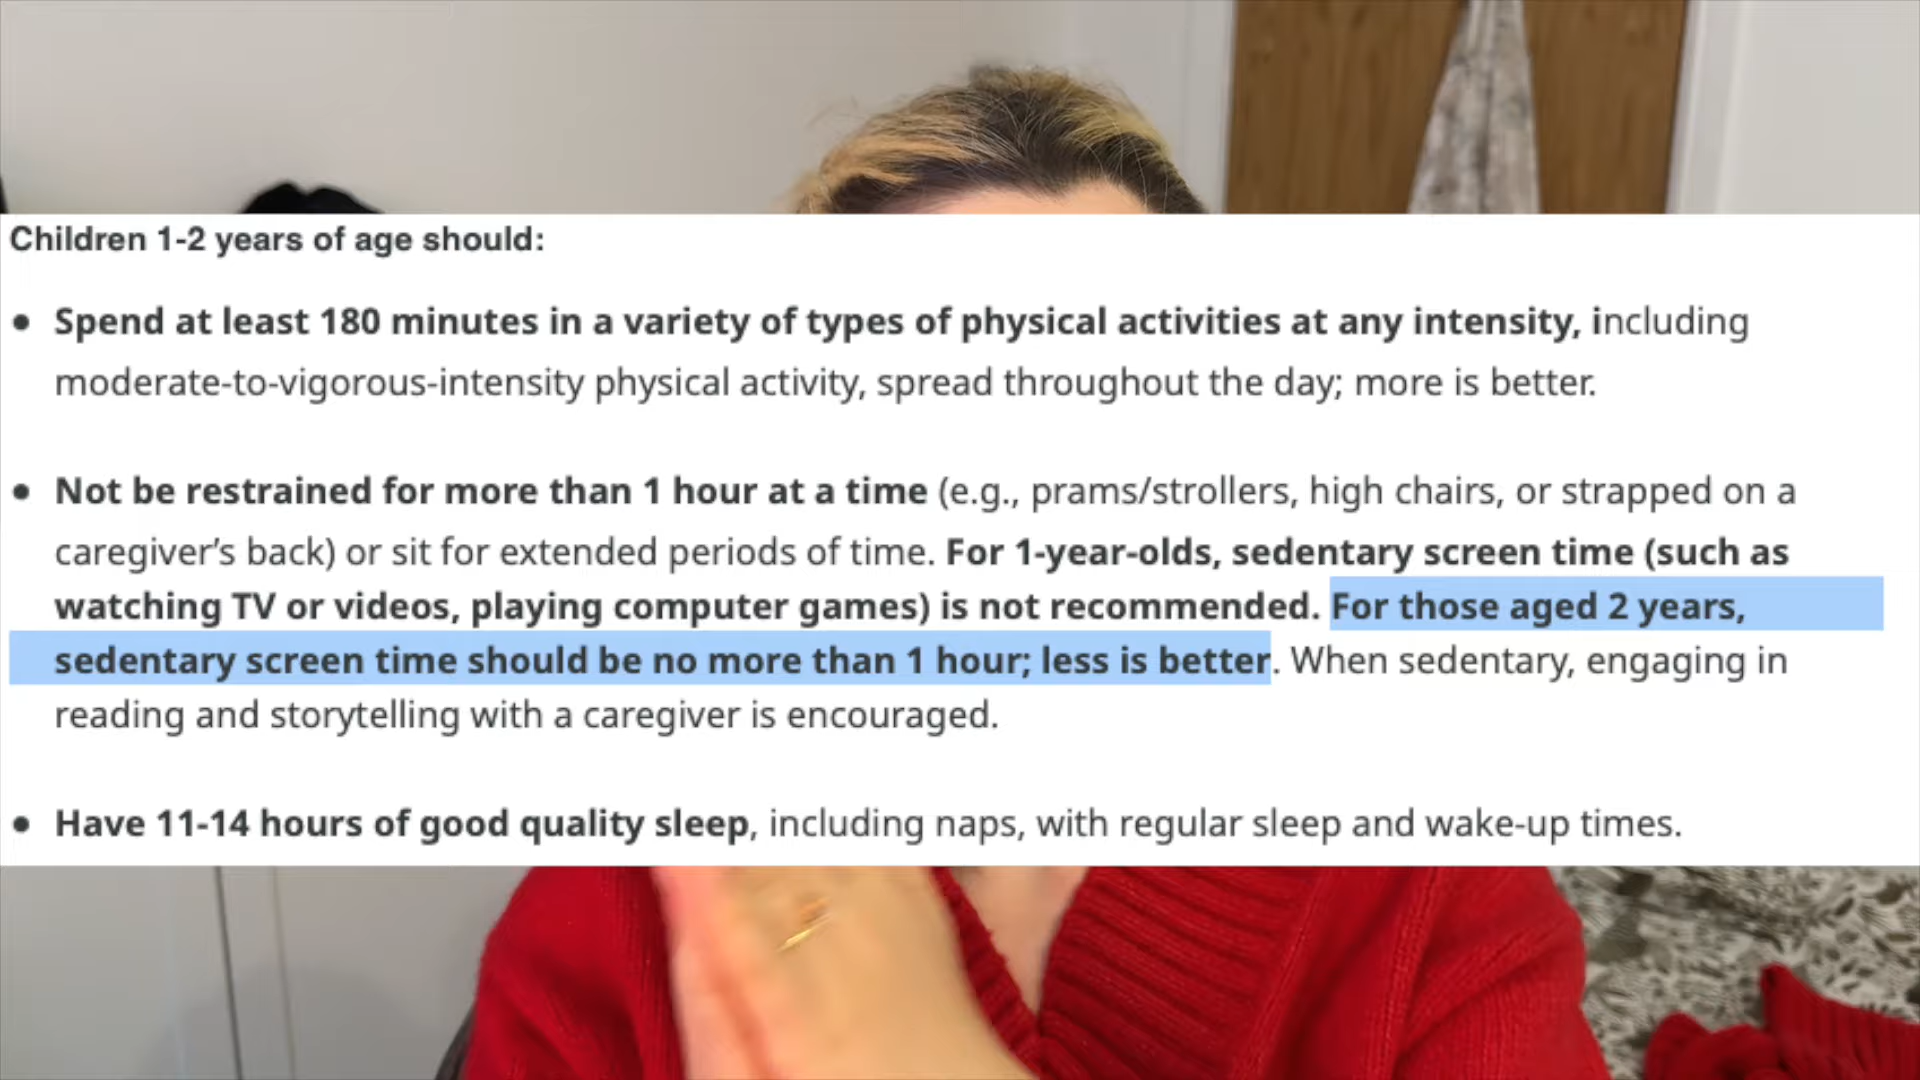 Children 1-2 years of age should:
● Spend at least 180 minutes in a variety of types of physical activities at any intensity, including
moderate-to-vigorous-intensity physical activity, spread throughout the day; more is better.
● Not be restrained for more than 1 hour at a time (e.g., prams/strollers, high chairs, or strapped on a
caregiver’s back) or sit for extended periods of time. For 1-year-olds, sedentary screen time (such as
watching TV or videos, playing computer games) is not recommended. For those aged 2 years,
sedentary screen time should be no more than 1 hour; less is better. When sedentary, engaging in
reading and storytelling with a caregiver is encouraged.
● Have 11-14 hours of good quality sleep, including naps, with regular sleep and wake-up times.